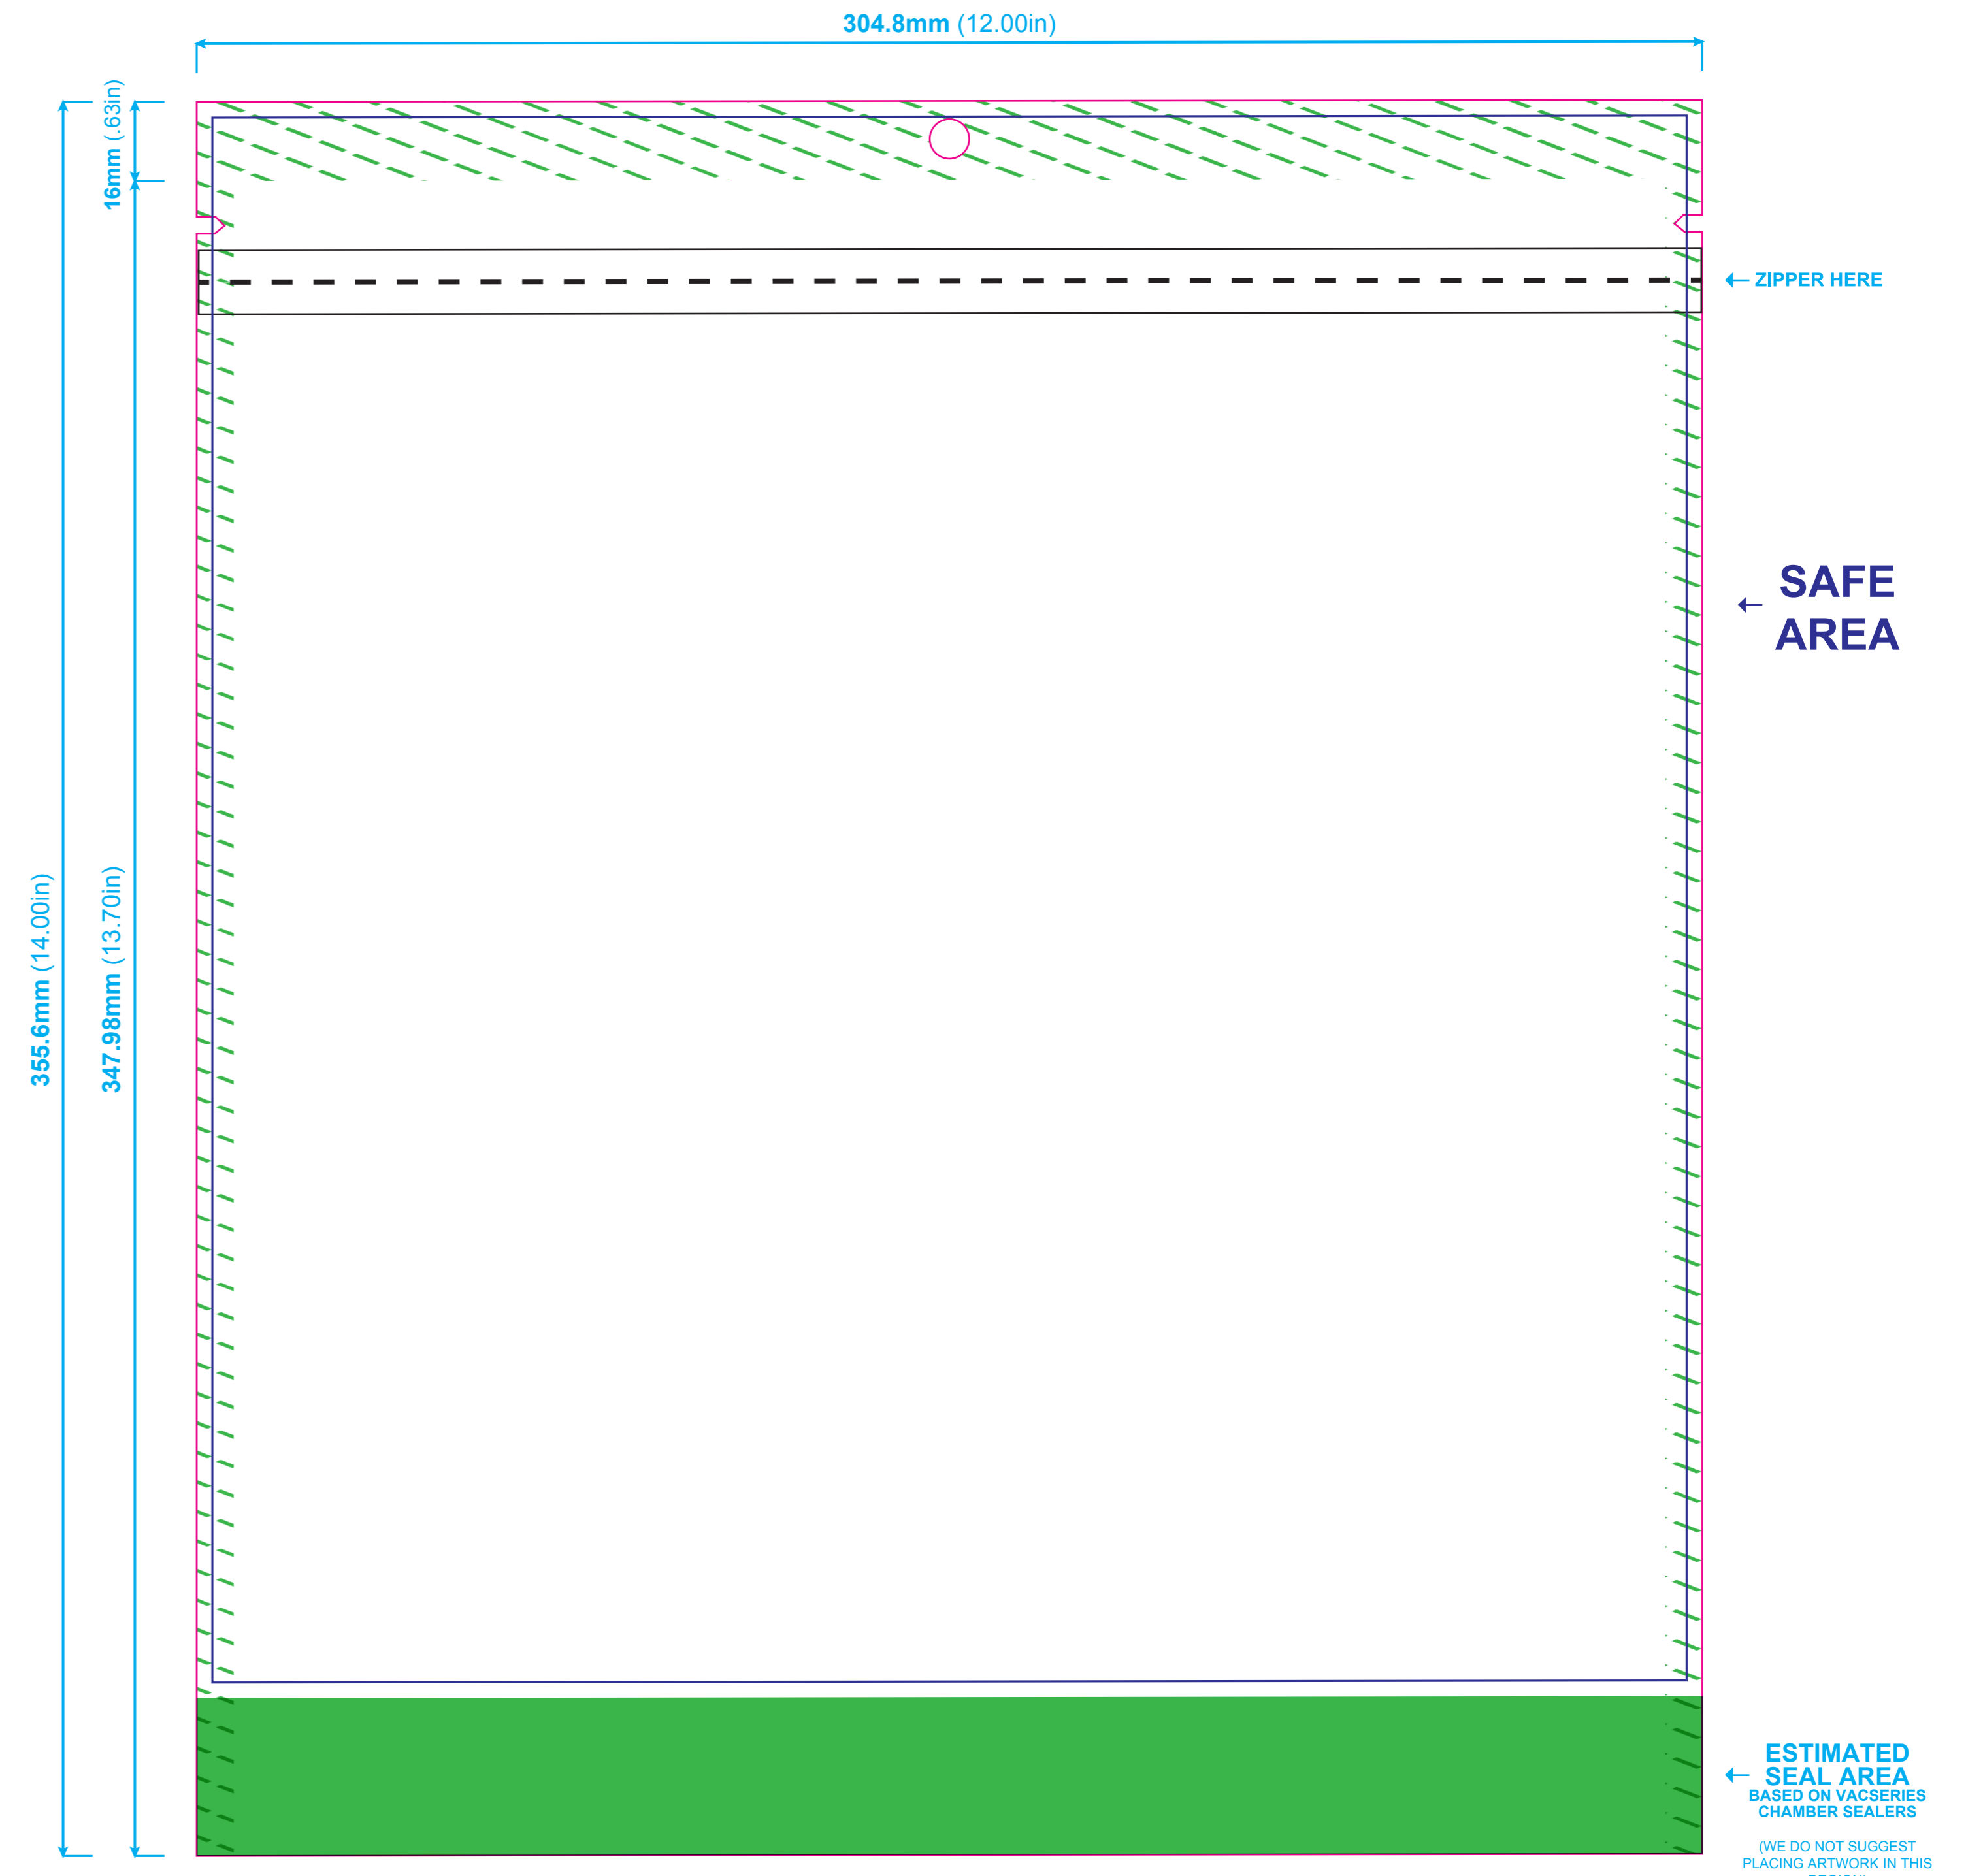 304.8mm (12.00in)
16mm (.63in)
ZIPPER HERE
SAFE
AREA
355.6mm (14.00in)
347.98mm (13.70in)
ESTIMATED
SEAL AREA
BASED ON VACSERIES
CHAMBER SEALERS
(WE DO NOT SUGGEST
PLACING ARTWORK IN THIS